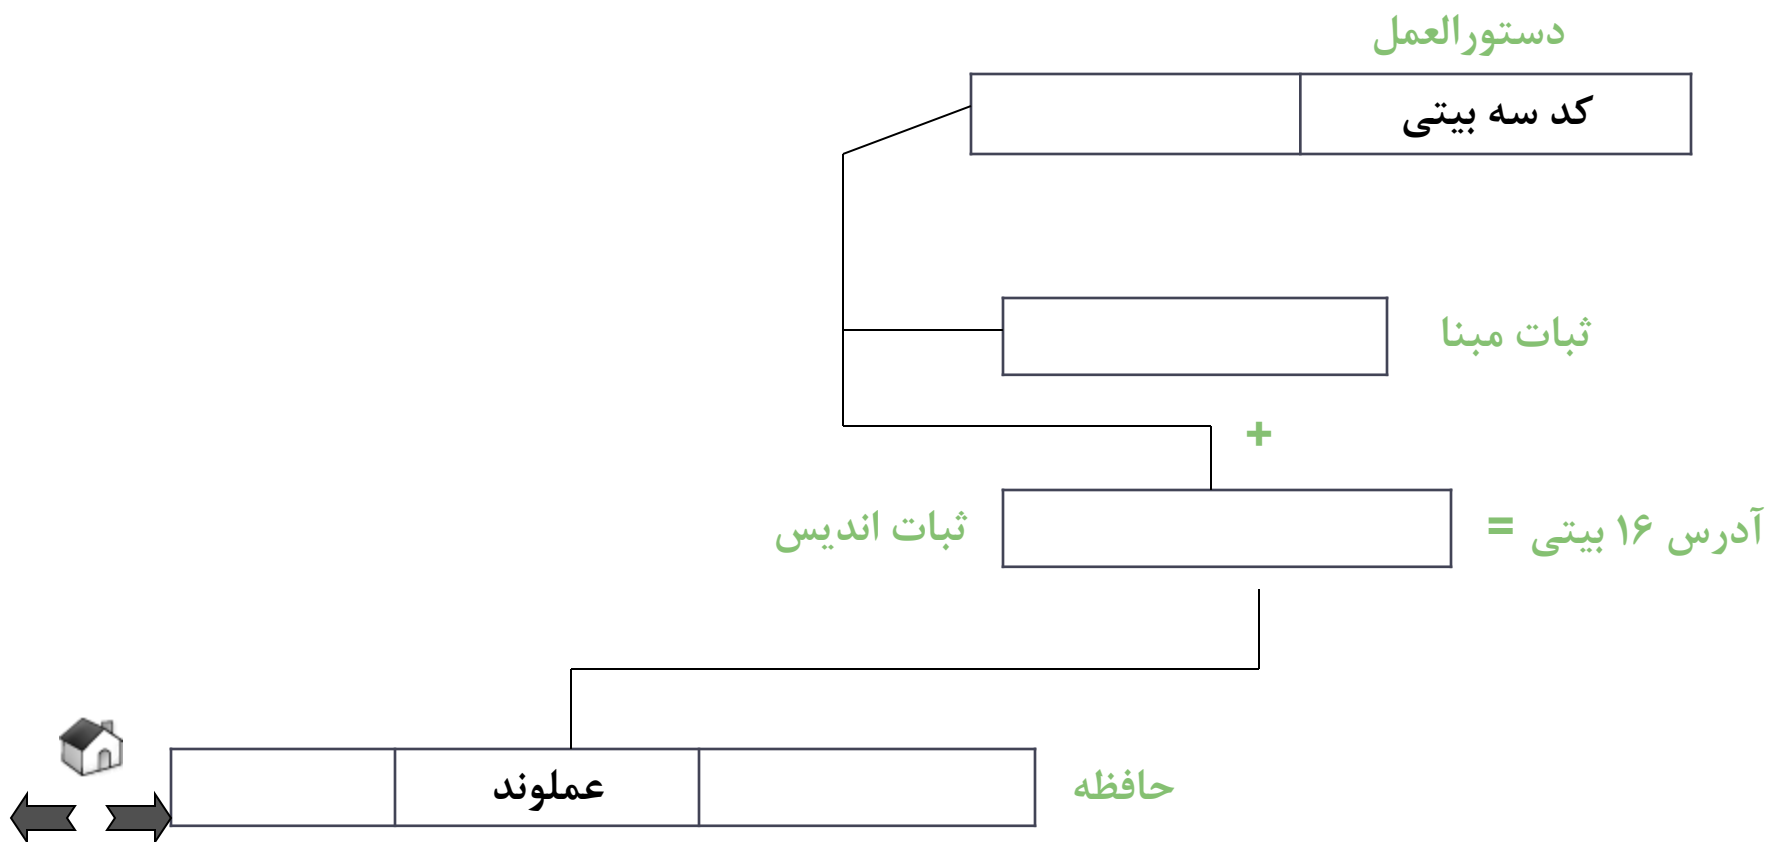 دستورالعمل
کد سه بیتی
ثبات مبنا
+
ثبات اندیس
= آدرس ۱۶ بیتی
حافظه
عملوند